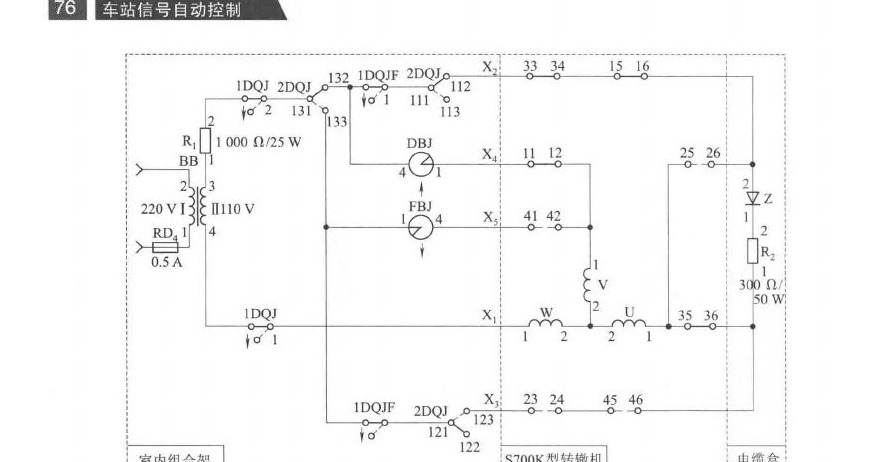 76 车站信号自动控制
1DQJ 2DQJ 132 1DQJF 2DQJ X2 33 34 15 16
2 131 133 1 111 112 113
2
R1 1 000 Ω/25 W
BB 1
DBJ
4 1 X4 11 12 25 26
2 3
220 V I II110 V
RD4 1 4
0.5 A
FBJ
1 4 X5 41 42
2
Z
1
2
R2
1
300 Ω/
50 W
1
V
2
1DQJ X1 W U 35 36
1 1 2 2 1
1DQJF 2DQJ X3 23 24 45 46
121 123
122
室内组合架 S700K型转辙机 电缆盒